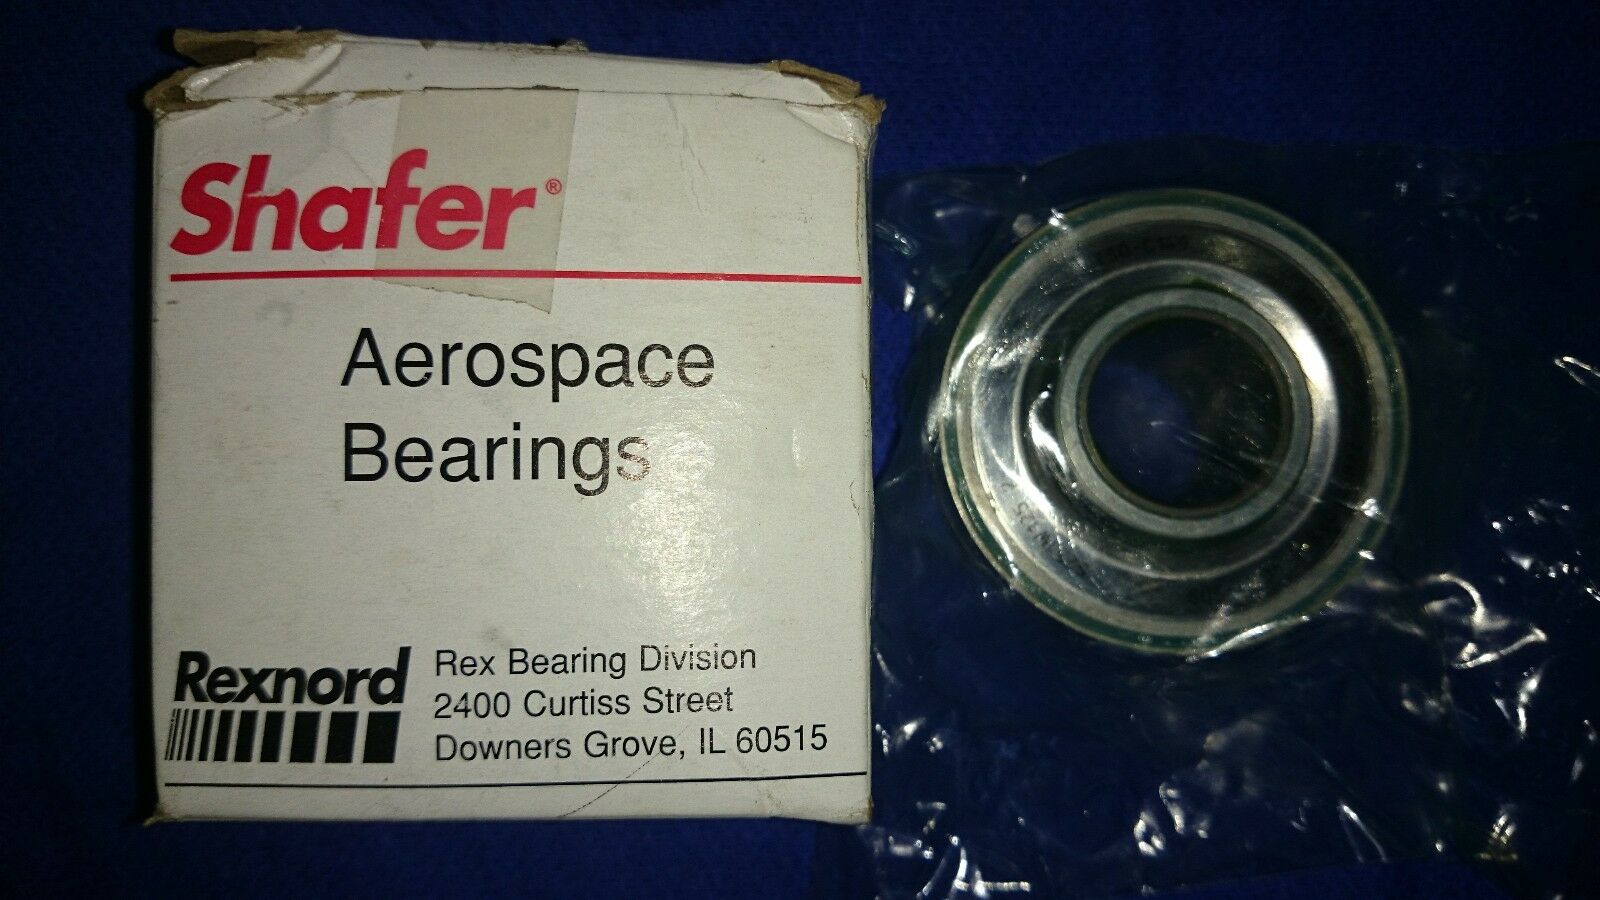 Shafer®
Aerospace
Bearings
Rexnord
Rex Bearing Division
2400 Curtiss Street
Downers Grove, IL 60515